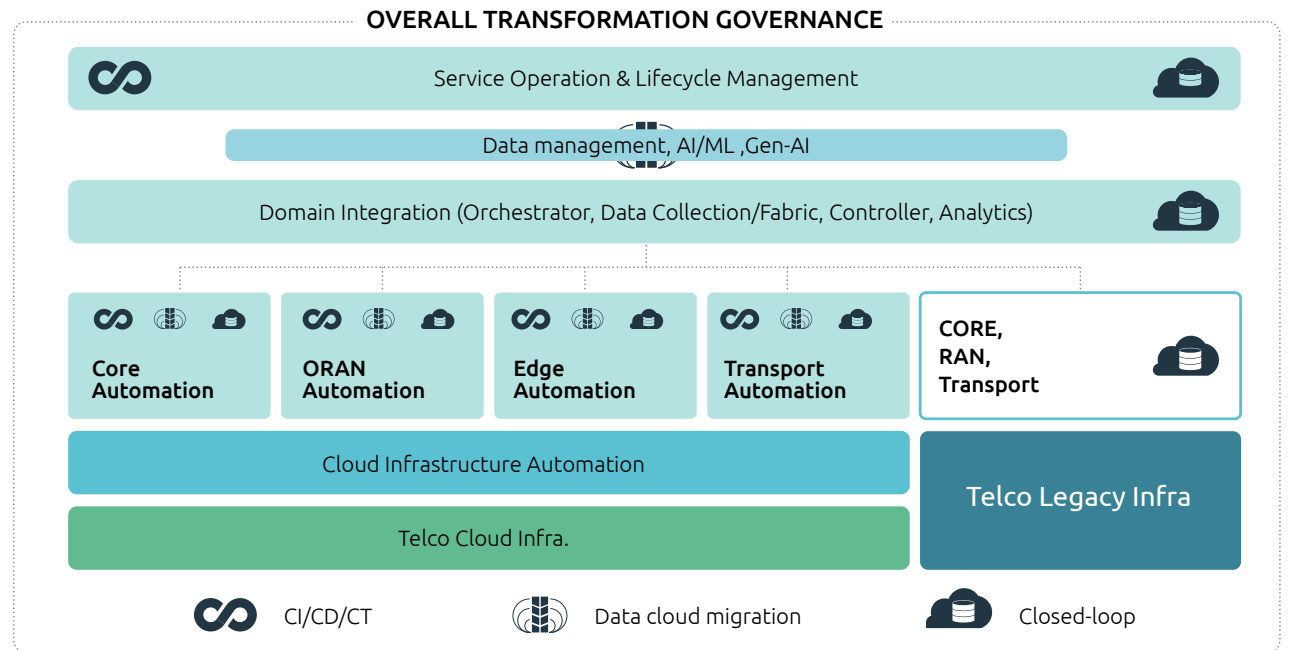 OVERALL TRANSFORMATION GOVERNANCE
Service Operation & Lifecycle Management
Data management, AI/ML ,Gen-AI
Domain Integration (Orchestrator, Data Collection/Fabric, Controller, Analytics)
Core
Automation
ORAN
Automation
Edge
Automation
Transport
Automation
CORE,
RAN,
Transport
Cloud Infrastructure Automation
Telco Legacy Infra
Telco Cloud Infra.
CI/CD/CT
Data cloud migration
Closed-loop